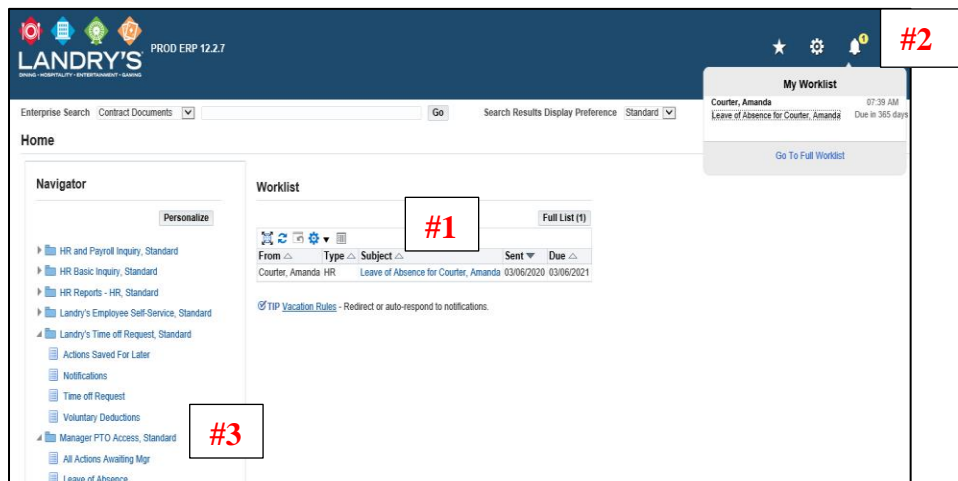 PROD ERP 12.2.7
LANDRY'S
DINING • HOSPITALITY • ENTERTAINMENT • GAMING
1
#2
My Worklist
Courter, Amanda 07:39 AM
Leave of Absence for Courter, Amanda Due in 365 days
Go To Full Worklist
Enterprise Search Contract Documents Go Search Results Display Preference Standard
Home
Navigator
Personalize
HR and Payroll Inquiry, Standard
HR Basic Inquiry, Standard
HR Reports - HR, Standard
Landry's Employee Self-Service, Standard
Landry's Time off Request, Standard
Actions Saved For Later
Notifications
Time off Request
Voluntary Deductions
Manager PTO Access, Standard
All Actions Awaiting Mgr
Leave of Absence
#3
Worklist
#1
Full List (1)
From Type Subject Sent Due
Courter, Amanda HR Leave of Absence for Courter, Amanda 03/06/2020 03/06/2021
TIP Vacation Rules - Redirect or auto-respond to notifications.